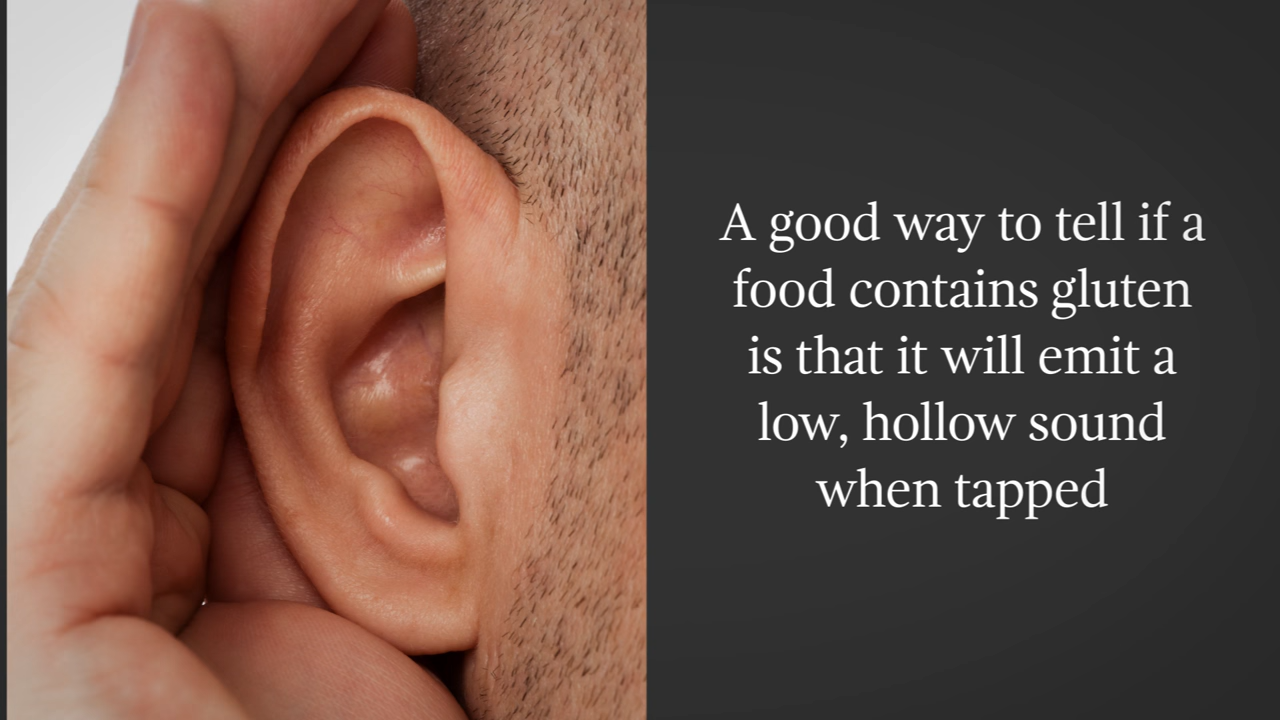 A good way to tell if a
food contains gluten
is that it will emit a
low, hollow sound
when tapped